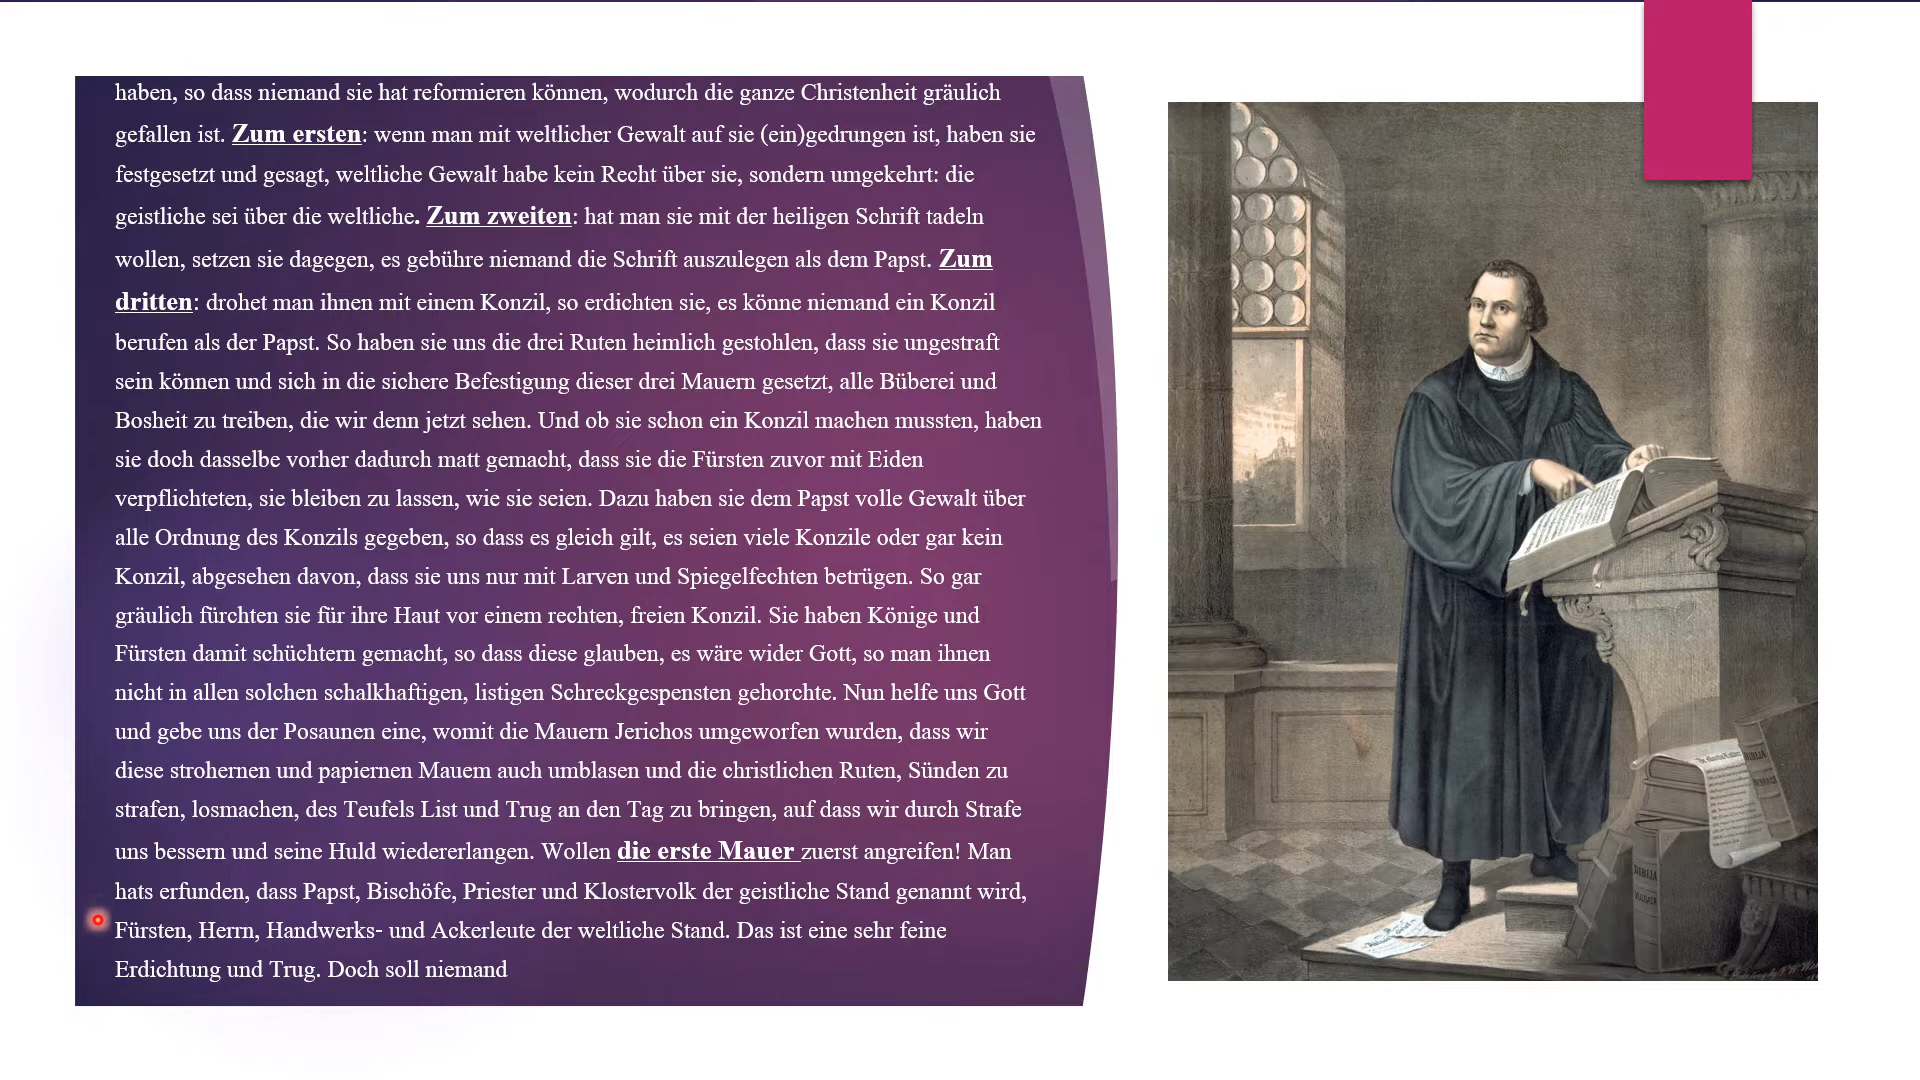 haben, so dass niemand sie hat reformieren können, wodurch die ganze Christenheit gräulich
gefallen ist. Zum ersten: wenn man mit weltlicher Gewalt auf sie (ein)gedrungen ist, haben sie
festgesetzt und gesagt, weltliche Gewalt habe kein Recht über sie, sondern umgekehrt: die
geistliche sei über die weltliche. Zum zweiten: hat man sie mit der heiligen Schrift tadeln
wollen, setzen sie dagegen, es gebühre niemand die Schrift auszulegen als dem Papst. Zum
dritten: drohet man ihnen mit einem Konzil, so erdichten sie, es könne niemand ein Konzil
berufen als der Papst. So haben sie uns die drei Ruten heimlich gestohlen, dass sie ungestraft
sein können und sich in die sichere Befestigung dieser drei Mauern gesetzt, alle Büberei und
Bosheit zu treiben, die wir denn jetzt sehen. Und ob sie schon ein Konzil machen mussten, haben
sie doch dasselbe vorher dadurch matt gemacht, dass sie die Fürsten zuvor mit Eiden
verpflichteten, sie bleiben zu lassen, wie sie seien. Dazu haben sie dem Papst volle Gewalt über
alle Ordnung des Konzils gegeben, so dass es gleich gilt, es seien viele Konzile oder gar kein
Konzil, abgesehen davon, dass sie uns nur mit Larven und Spiegelfechten betrügen. So gar
gräulich fürchten sie für ihre Haut vor einem rechten, freien Konzil. Sie haben Könige und
Fürsten damit schüchtern gemacht, so dass diese glauben, es wäre wider Gott, so man ihnen
nicht in allen solchen schalkhaftigen, listigen Schreckgespensten gehorchte. Nun helfe uns Gott
und gebe uns der Posaunen eine, womit die Mauern Jerichos umgeworfen wurden, dass wir
diese strohernen und papiernen Mauem auch umblasen und die christlichen Ruten, Sünden zu
strafen, losmachen, des Teufels List und Trug an den Tag zu bringen, auf dass wir durch Strafe
uns bessern und seine Huld wiedererlangen. Wollen die erste Mauer zuerst angreifen! Man
hats erfunden, dass Papst, Bischöfe, Priester und Klostervolk der geistliche Stand genannt wird,
Fürsten, Herrn, Handwerks- und Ackerleute der weltliche Stand. Das ist eine sehr feine
Erdichtung und Trug. Doch soll niemand
BIBLIA
BIBLIA